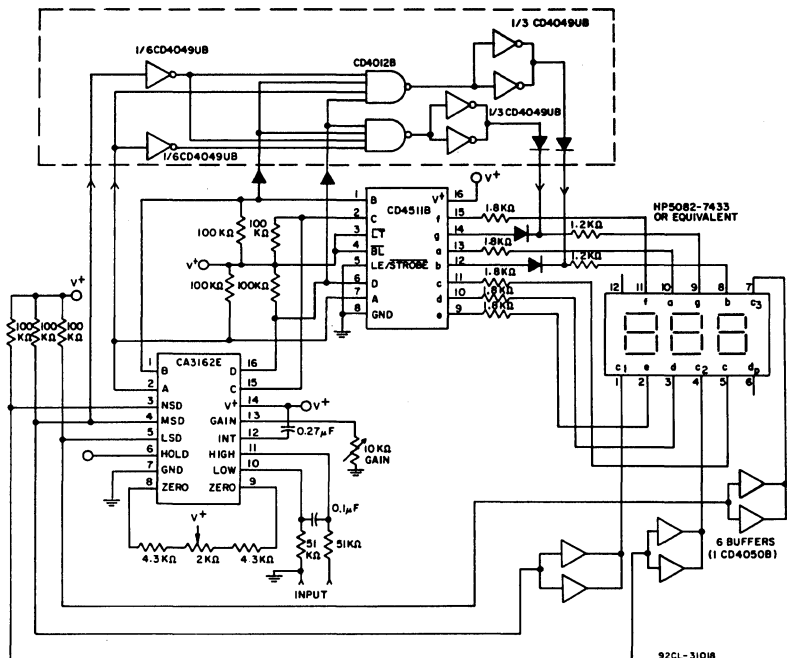 1/3 CD4049UB
1/6 CD4049UB
CD4012B
1/3 CD4049UB
1/6CD4049UB
V+
1 B V+ 16
CD4511B
2 C f 15
3 LT g 14
4 BL a 13
5 LE/STROBE b 12
6 D c 11
7 A d 10
8 GND e 9
100KΩ
100 KΩ
V+
100KΩ
100KΩ
1.8KΩ
1.2KΩ
1.8KΩ
1.2KΩ
1.8KΩ
1.8KΩ
1.8KΩ
HP5082-7433
OR EQUIVALENT
12 11 10 9 8 7
f a g b c3
c1 e d c2 c dp
1 2 3 4 5 6
V+
100 KΩ
100 KΩ
100 KΩ
CA3162E
1 B D 16
2 A C 15
3 NSD V+ 14
4 MSD GAIN 13
5 LSD INT 12
6 HOLD HIGH 11
7 GND LOW 10
8 ZERO ZERO 9
V+
0.27μF
10KΩ
GAIN
V+
4.3KΩ 2KΩ 4.3KΩ
0.1μF
51 KΩ
51KΩ
INPUT
6 BUFFERS
(1 CD4050B)
92CL-31018